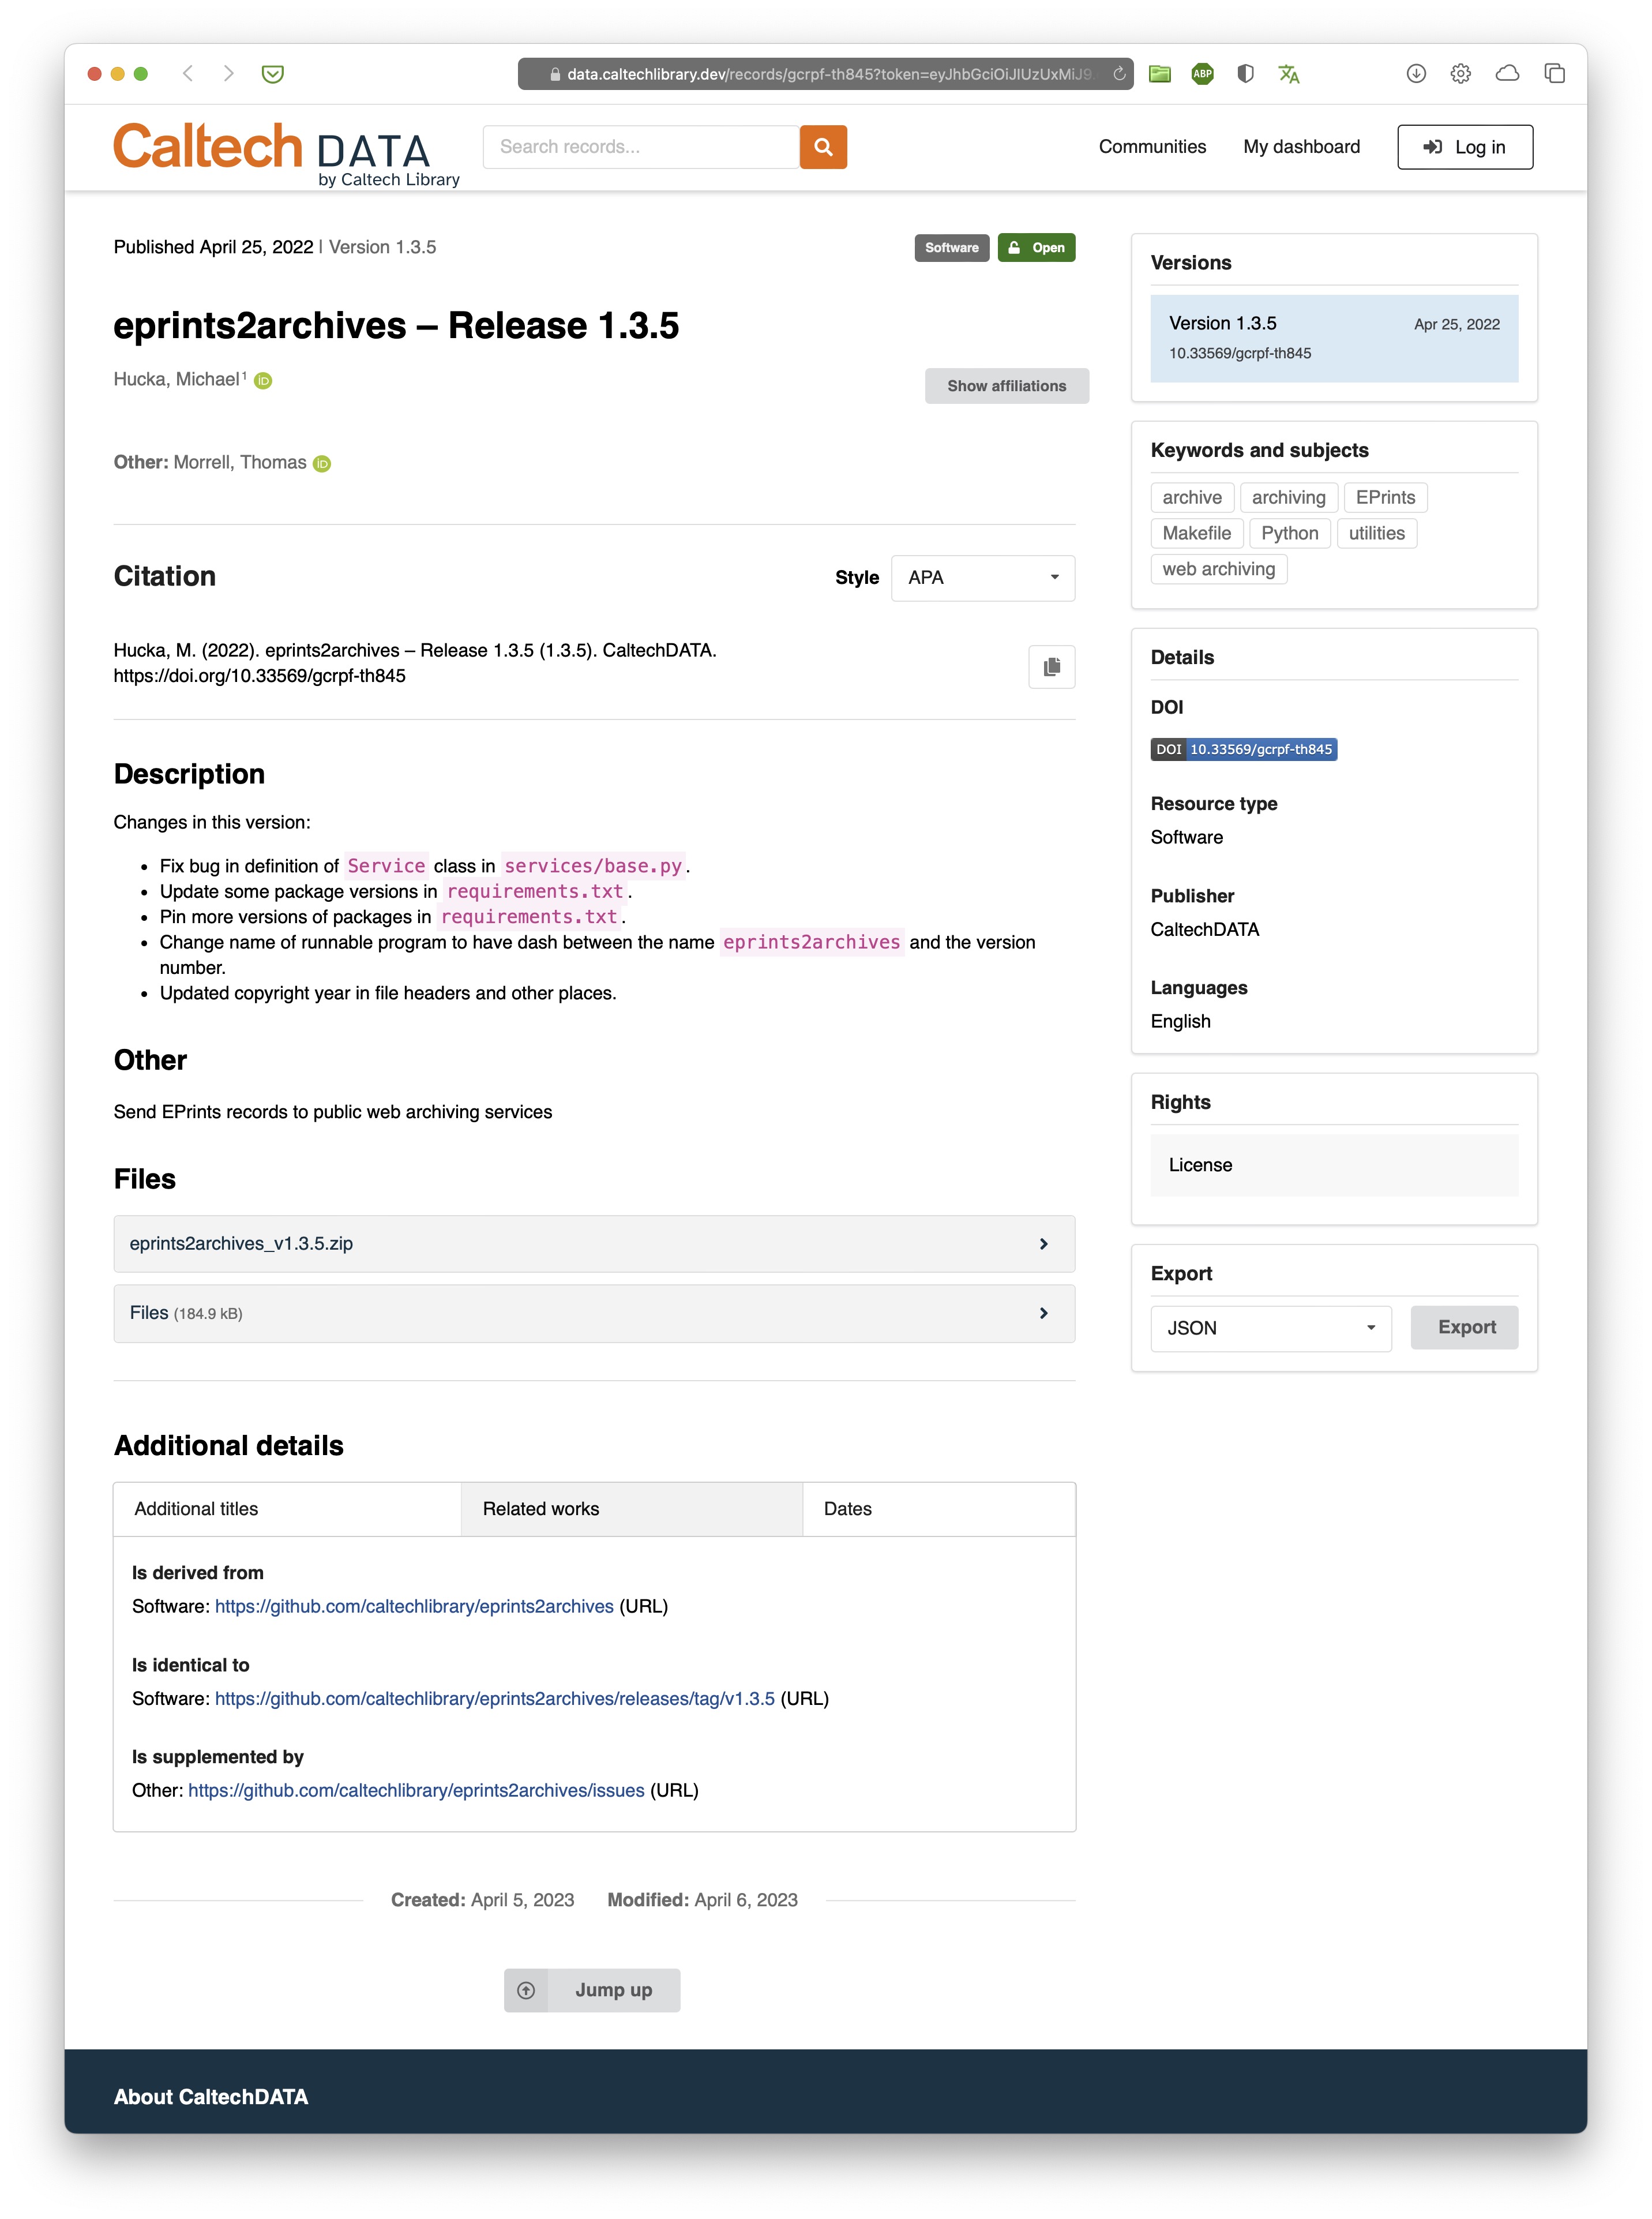 data.caltechlibrary.dev/records/gcrpf-th845?token=eyJhbGciOiJIUzUxMiJ9.
ABP
Caltech DATA
by Caltech Library
Search records...
Communities
My dashboard
Log in
Published April 25, 2022 | Version 1.3.5
Software
Open
eprints2archives – Release 1.3.5
Hucka, Michael¹ iD
Show affiliations
Other: Morrell, Thomas iD
Citation
Style
APA
Hucka, M. (2022). eprints2archives – Release 1.3.5 (1.3.5). CaltechDATA.
https://doi.org/10.33569/gcrpf-th845
Description
Changes in this version:
• Fix bug in definition of Service class in services/base.py.
• Update some package versions in requirements.txt.
• Pin more versions of packages in requirements.txt.
• Change name of runnable program to have dash between the name eprints2archives and the version
number.
• Updated copyright year in file headers and other places.
Other
Send EPrints records to public web archiving services
Files
eprints2archives_v1.3.5.zip
Files (184.9 kB)
Additional details
Additional titles
Related works
Dates
Is derived from
Software: https://github.com/caltechlibrary/eprints2archives (URL)
Is identical to
Software: https://github.com/caltechlibrary/eprints2archives/releases/tag/v1.3.5 (URL)
Is supplemented by
Other: https://github.com/caltechlibrary/eprints2archives/issues (URL)
Created: April 5, 2023 Modified: April 6, 2023
Jump up
Versions
Version 1.3.5 Apr 25, 2022
10.33569/gcrpf-th845
Keywords and subjects
archive archiving EPrints
Makefile Python utilities
web archiving
Details
DOI
DOI 10.33569/gcrpf-th845
Resource type
Software
Publisher
CaltechDATA
Languages
English
Rights
License
Export
JSON
Export
About CaltechDATA